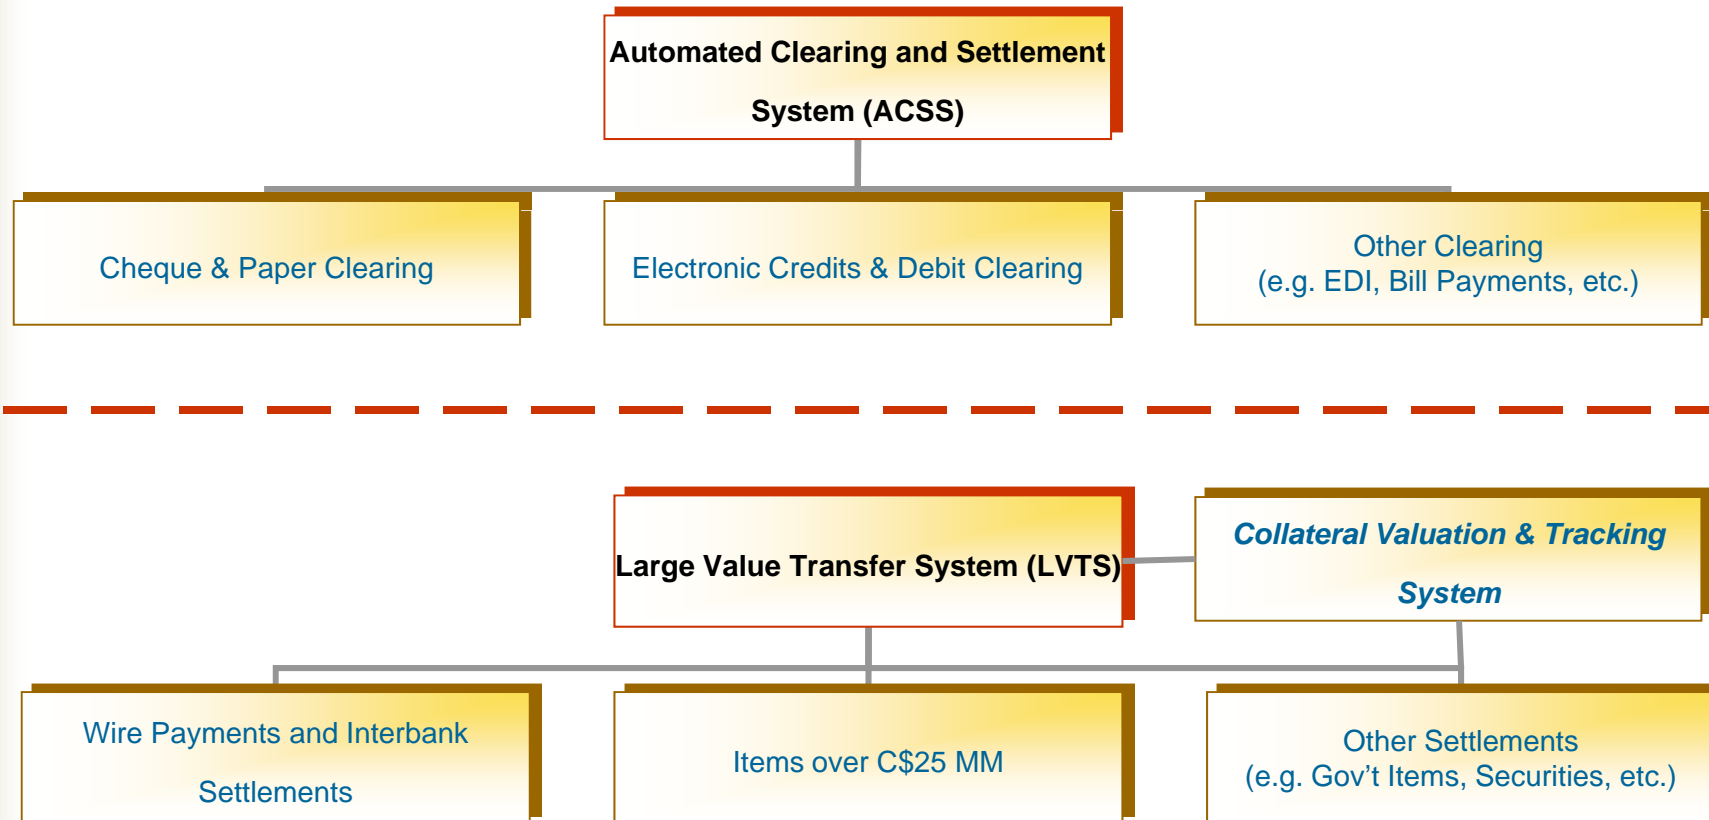 Automated Clearing and Settlement
System (ACSS)
Cheque & Paper Clearing
Electronic Credits & Debit Clearing
Other Clearing
(e.g. EDI, Bill Payments, etc.)
Large Value Transfer System (LVTS)
Collateral Valuation & Tracking
System
Wire Payments and Interbank
Settlements
Items over C$25 MM
Other Settlements
(e.g. Gov't Items, Securities, etc.)